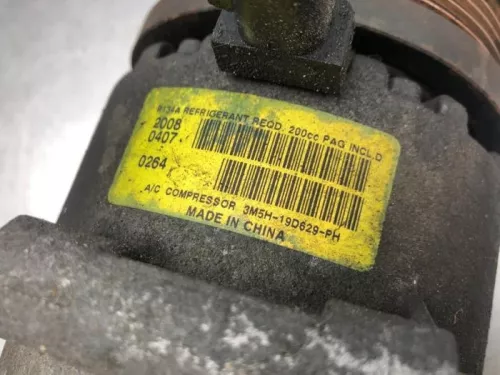 R134A REFRIGERANT REQD. 200cc PAG INCL.D
2008
0407
0264
A/C COMPRESSOR 3M5H-19D629-PH
MADE IN CHINA